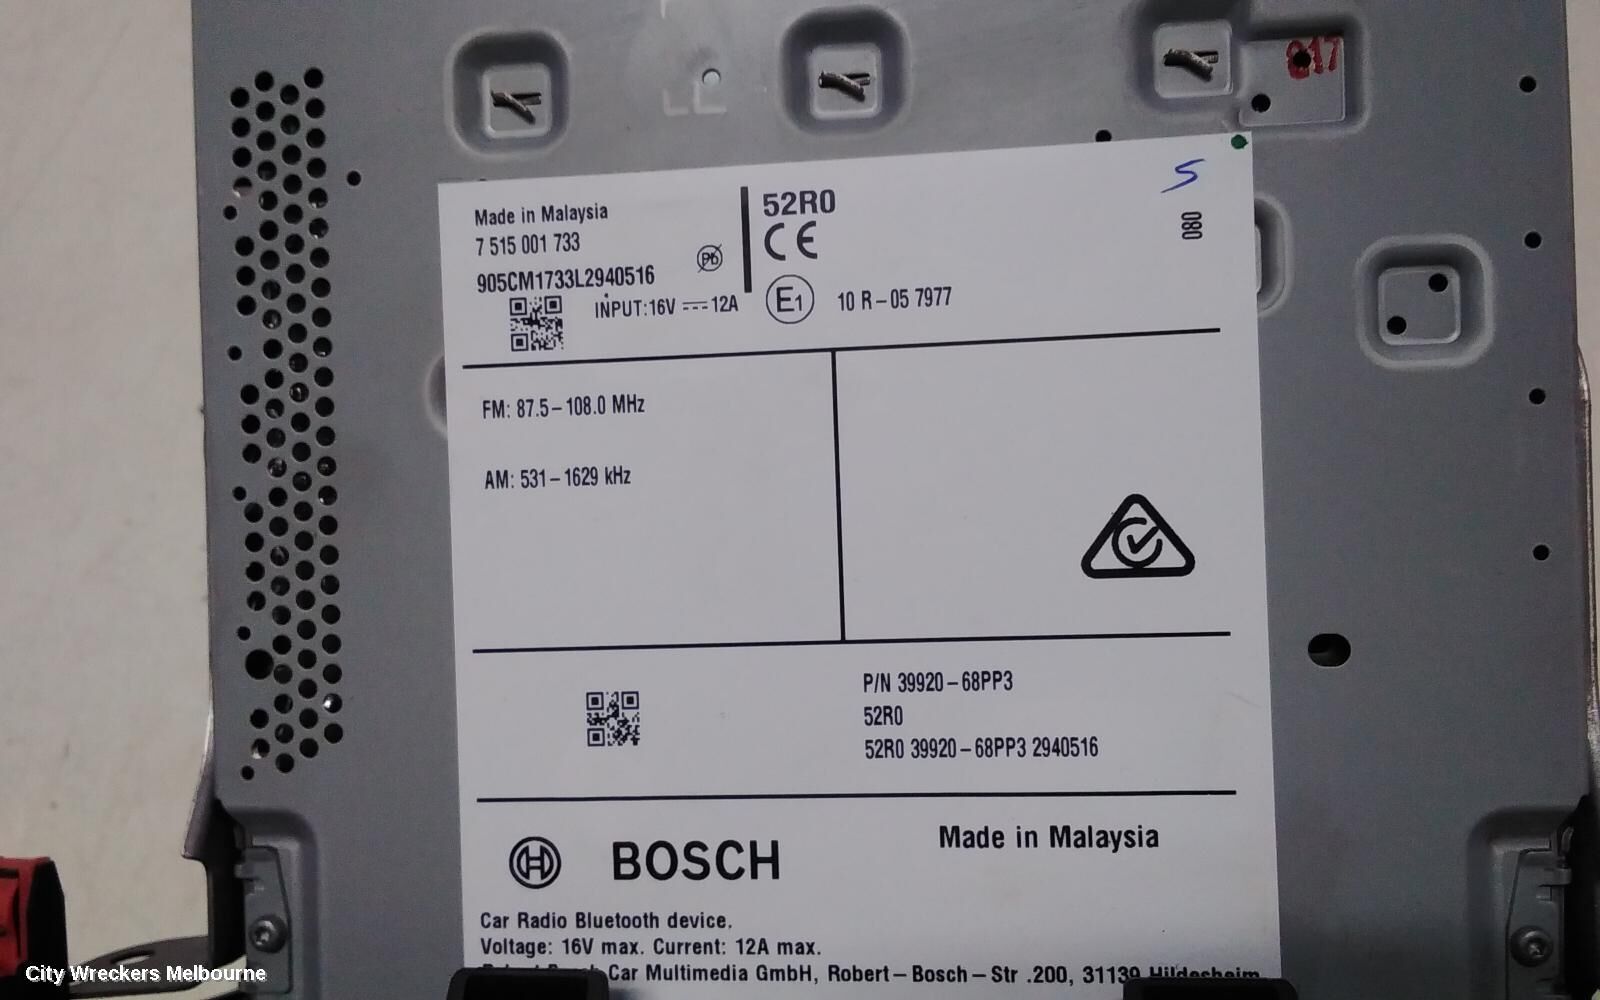 817
S
080
Made in Malaysia
7 515 001 733
905CM1733L2940516
Pb
INPUT:16V ⎓ 12A
52R0
CE
E1
10 R-05 7977
FM: 87.5-108.0 MHz
AM: 531-1629 kHz
P/N 39920-68PP3
52R0
52R0 39920-68PP3 2940516
BOSCH
Made in Malaysia
Car Radio Bluetooth device.
Voltage: 16V max. Current: 12A max.
Car Multimedia GmbH, Robert-Bosch-Str .200, 31139 Hildesheim
City Wreckers Melbourne